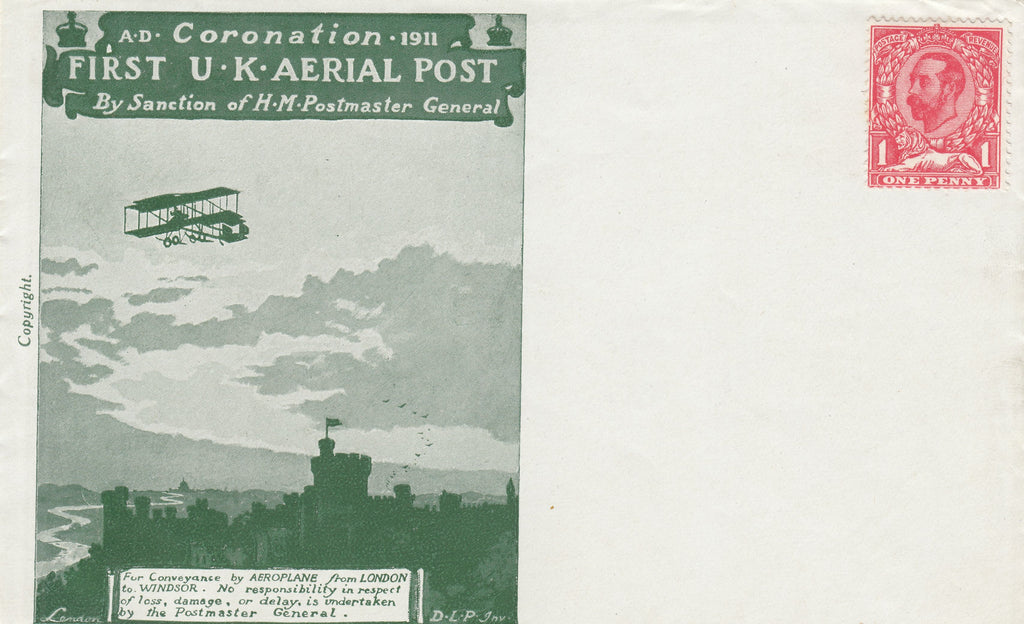 A·D· Coronation · 1911
FIRST U·K·AERIAL POST
By Sanction of H·M·Postmaster General
Copyright.
For Conveyance by AEROPLANE from LONDON
to WINDSOR. No responsibility in respect
of loss, damage, or delay, is undertaken
by the Postmaster General.
London
D·L·P·Inv·
POSTAGE REVENUE
1 1
ONE PENNY